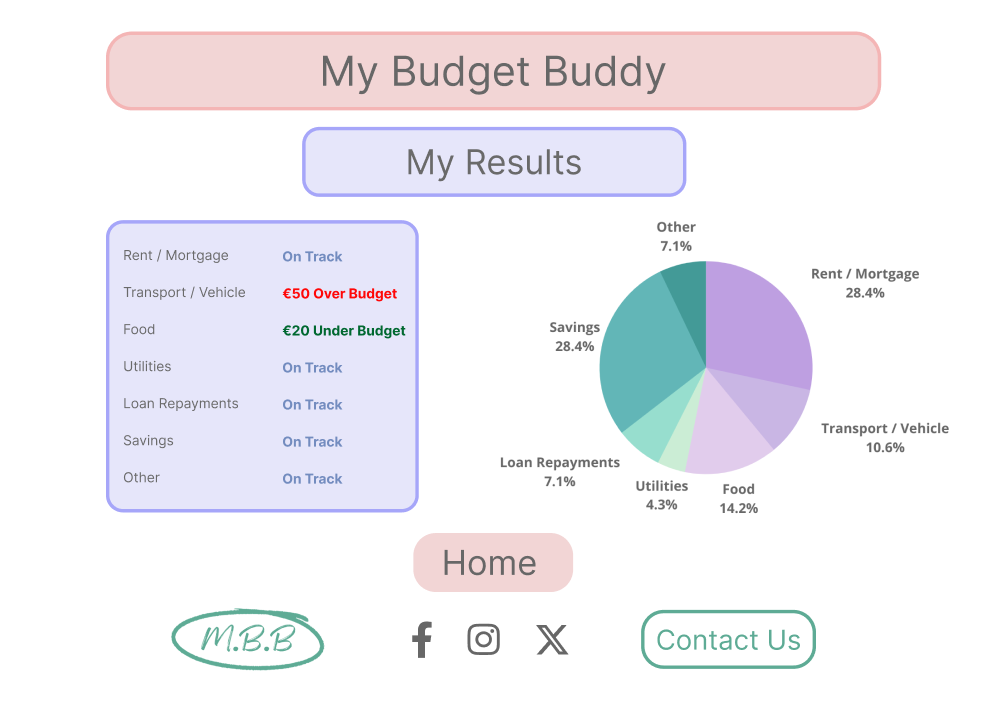 My Budget Buddy
My Results
Rent / Mortgage On Track
Transport / Vehicle €50 Over Budget
Food €20 Under Budget
Utilities On Track
Loan Repayments On Track
Savings On Track
Other On Track
Other
7.1%
Rent / Mortgage
28.4%
Savings
28.4%
Transport / Vehicle
10.6%
Loan Repayments
7.1%
Utilities
4.3%
Food
14.2%
Home
M.B.B
Contact Us